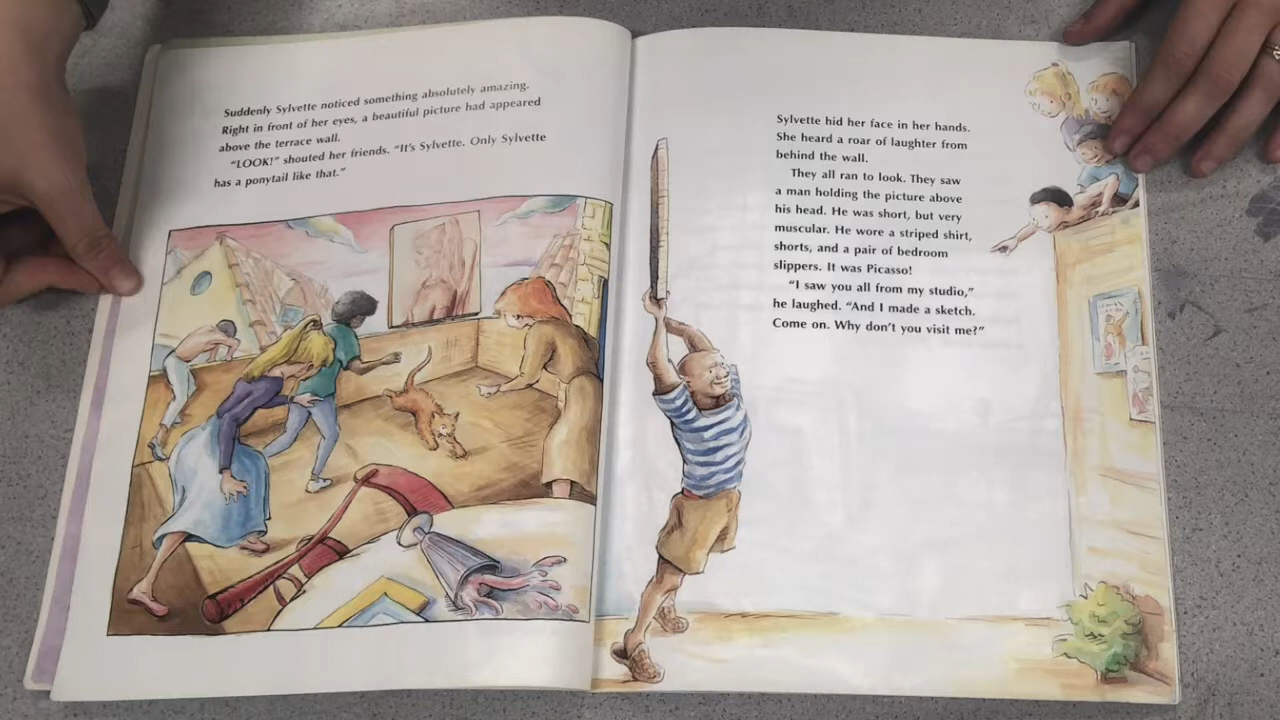 Suddenly Sylvette noticed something absolutely amazing.
Right in front of her eyes, a beautiful picture had appeared
above the terrace wall.
"LOOK!" shouted her friends. "It's Sylvette. Only Sylvette
has a ponytail like that."
Sylvette hid her face in her hands.
She heard a roar of laughter from
behind the wall.
They all ran to look. They saw
a man holding the picture above
his head. He was short, but very
muscular. He wore a striped shirt,
shorts, and a pair of bedroom
slippers. It was Picasso!
"I saw you all from my studio,"
he laughed. "And I made a sketch.
Come on. Why don't you visit me?"